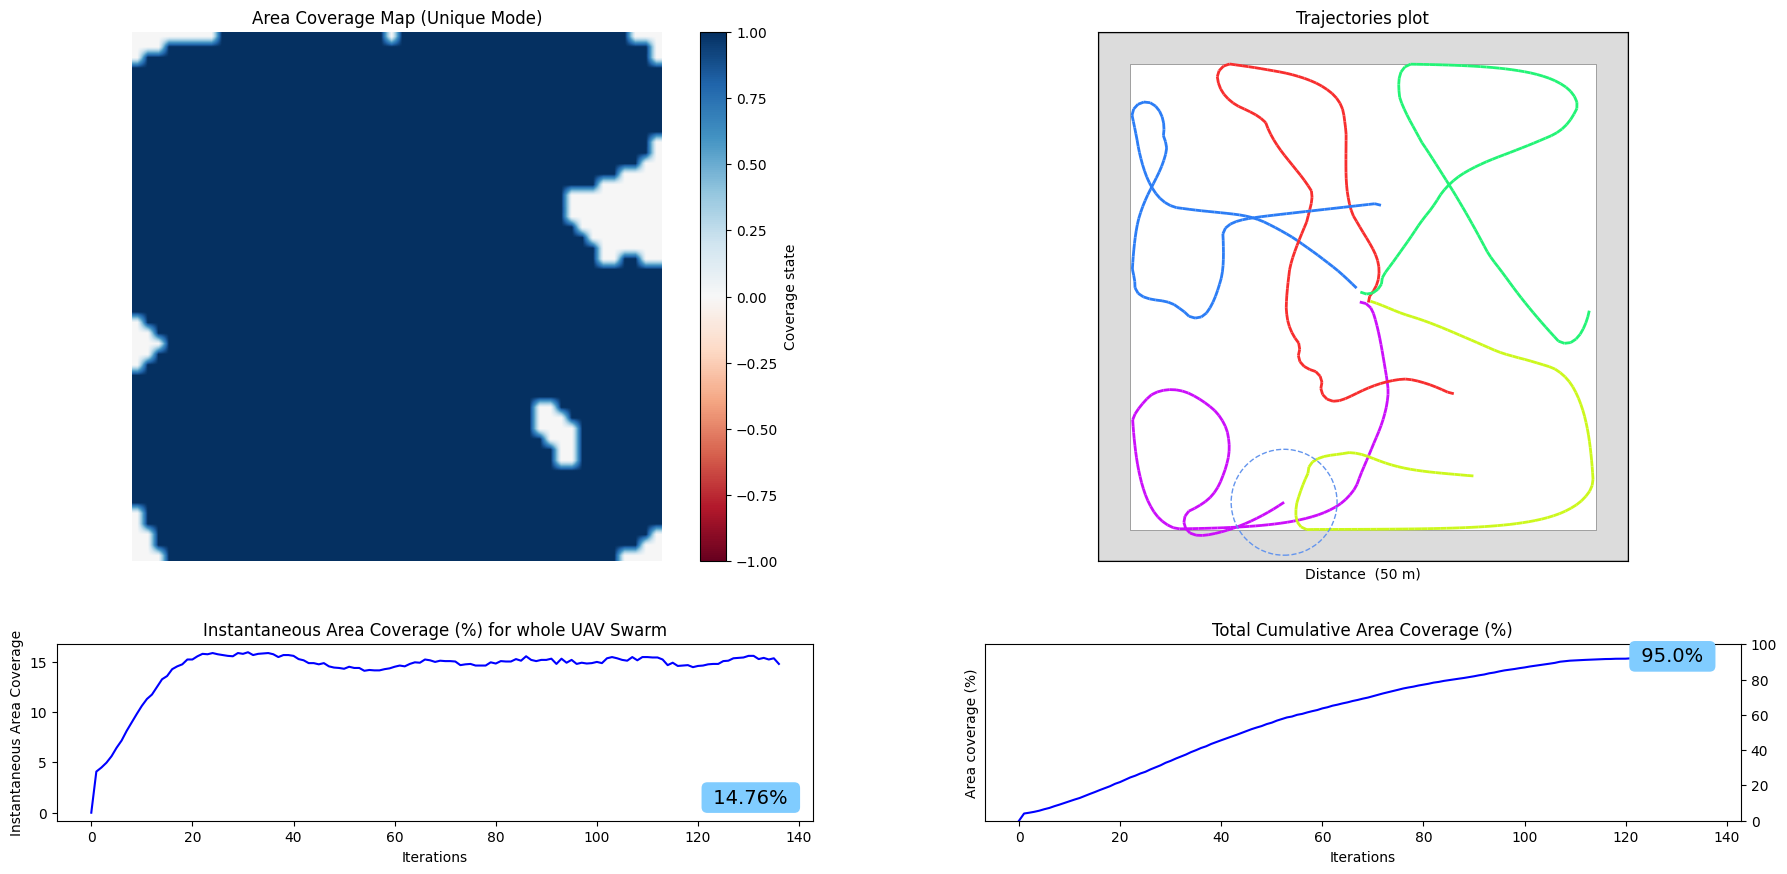 Area Coverage Map (Unique Mode)
1.00
0.75
0.50
0.25
0.00
−0.25
−0.50
−0.75
−1.00
Coverage state
Trajectories plot
Distance  (50 m)
Instantaneous Area Coverage (%) for whole UAV Swarm
Instantaneous Area Coverage
15
10
5
0
14.76%
0 20 40 60 80 100 120 140
Iterations
Total Cumulative Area Coverage (%)
Area coverage (%)
95.0%
100
80
60
40
20
0
0 20 40 60 80 100 120 140
Iterations